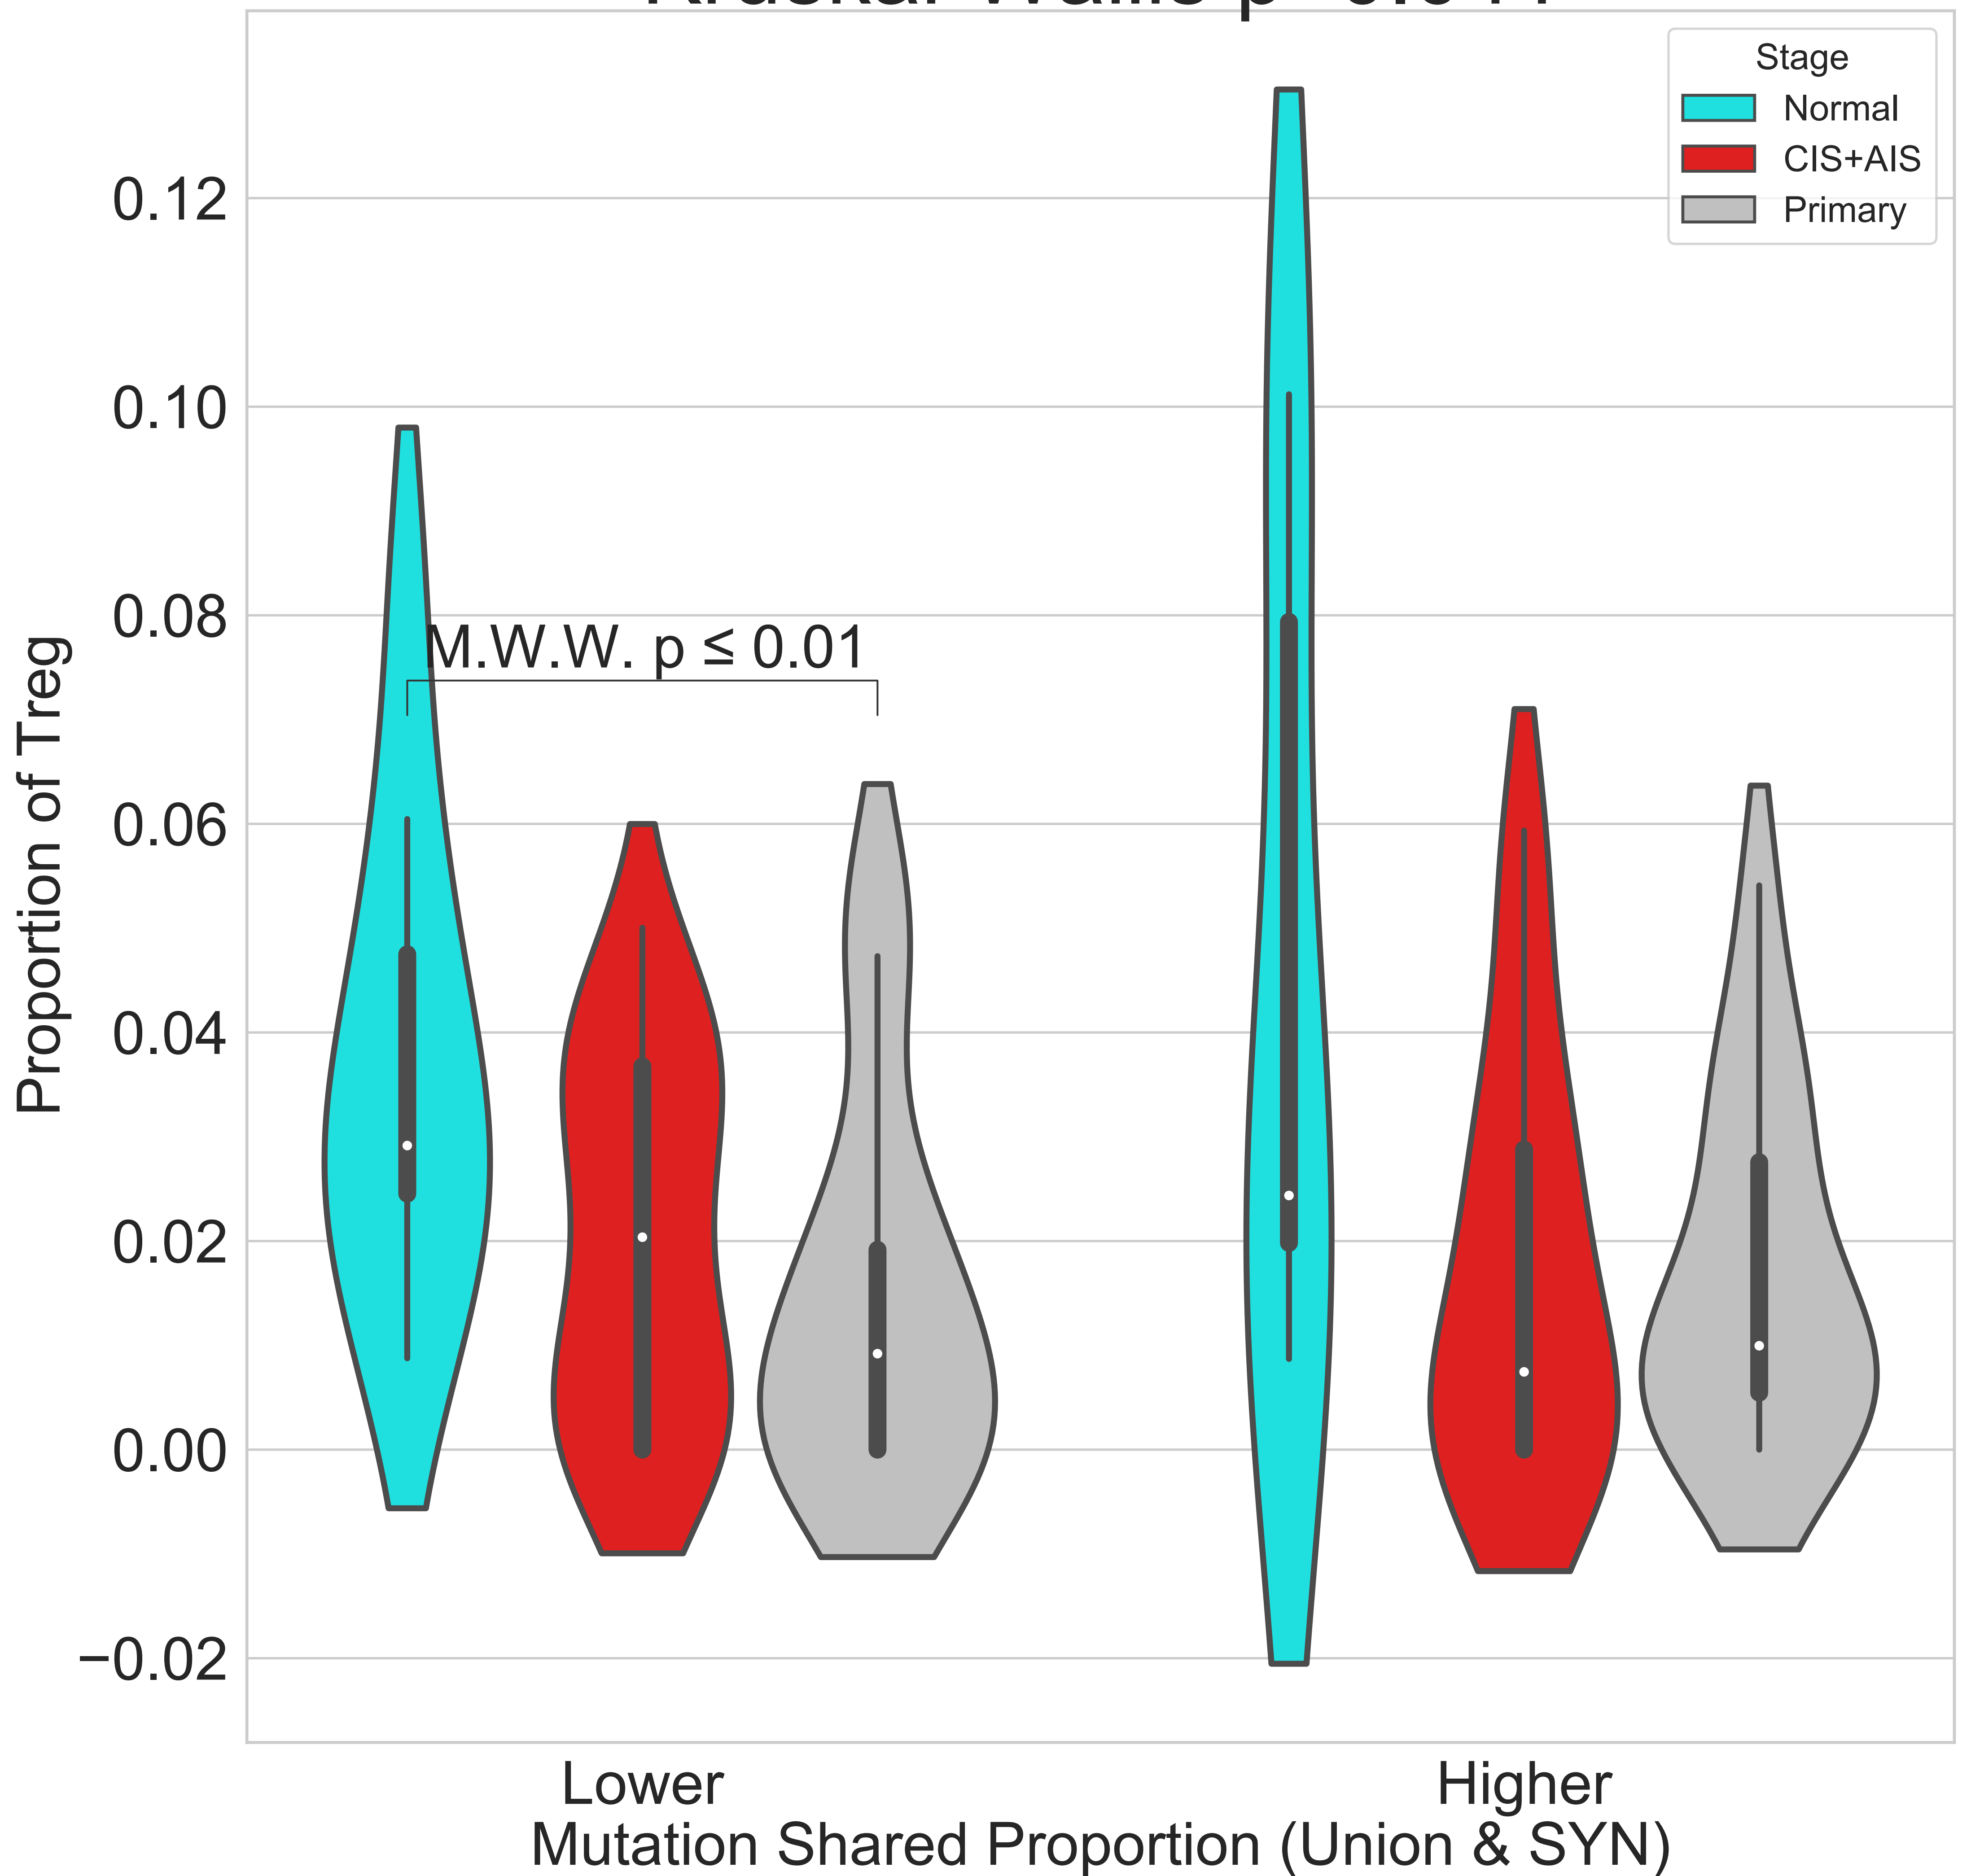 Stage
Normal
CIS+AIS
Primary
0.12
0.10
0.08
0.06
0.04
0.02
0.00
−0.02
Proportion of Treg
M.W.W. p ≤ 0.01
Lower
Higher
Mutation Shared Proportion (Union & SYN)